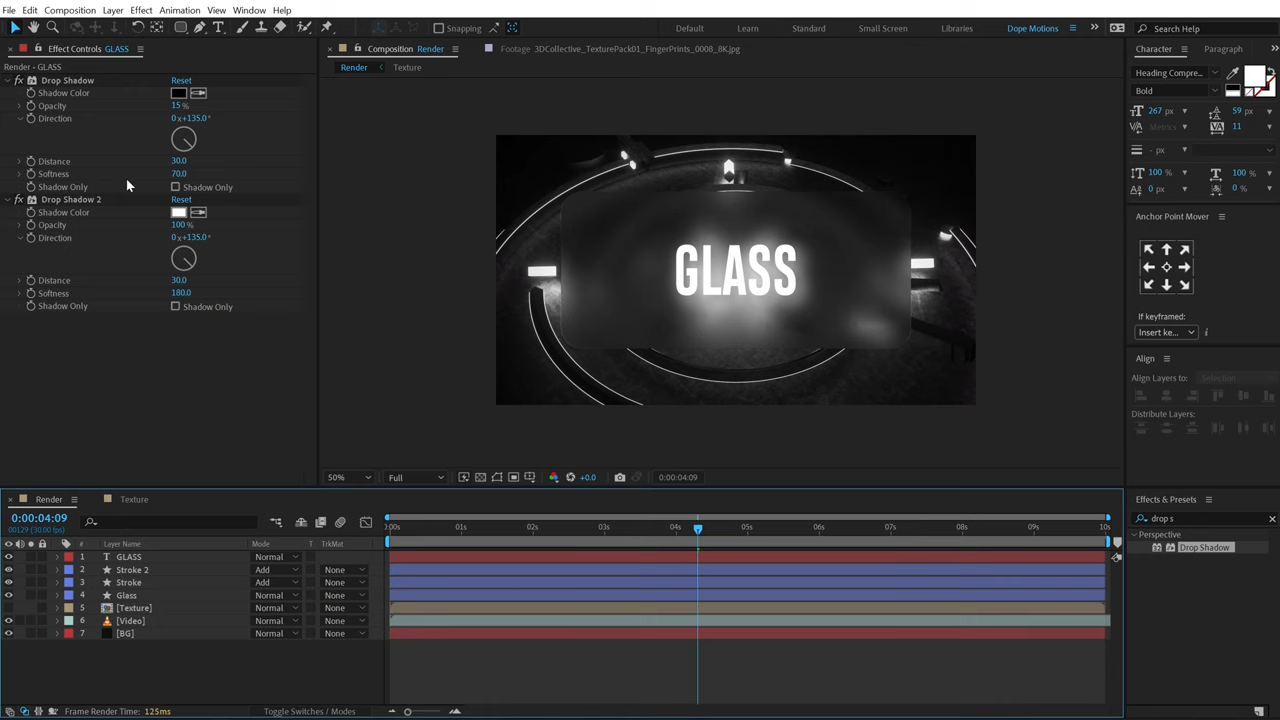 File Edit Composition Layer Effect Animation View Window Help
Snapping
Default Learn Standard Small Screen Libraries Dope Motions
Search Help
Effect Controls GLASS
Composition Render
Footage 3DCollective_TexturePack01_FingerPrints_0008_8K.jpg
Character Paragraph
Render • GLASS
Render Texture
fx Drop Shadow Reset
Shadow Color
Opacity 15 %
Direction 0x+135.0°
Distance 30.0
Softness 70.0
Shadow Only Shadow Only
fx Drop Shadow 2 Reset
Shadow Color
Opacity 100 %
Direction 0x+135.0°
Distance 30.0
Softness 180.0
Shadow Only Shadow Only
GLASS
50% Full +0.0 0:00:04:09
Heading Compre...
Bold
267 px 59 px
Metrics 11
- px
100 % 100 %
0 px 0 %
Anchor Point Mover
If keyframed:
Insert ke...
Align
Align Layers to: Selection
Distribute Layers:
Effects & Presets
drop s
Perspective
Drop Shadow
Render Texture
0:00:04:09
00129 (30.00 fps)
:00s 01s 02s 03s 04s 05s 06s 07s 08s 09s 10s
# Layer Name Mode T TrkMat
1 T GLASS Normal
2 Stroke 2 Add None
3 Stroke Add None
4 Glass Normal None
5 [Texture] Normal None
6 [Video] Normal None
7 [BG] Normal None
Frame Render Time: 125ms
Toggle Switches / Modes